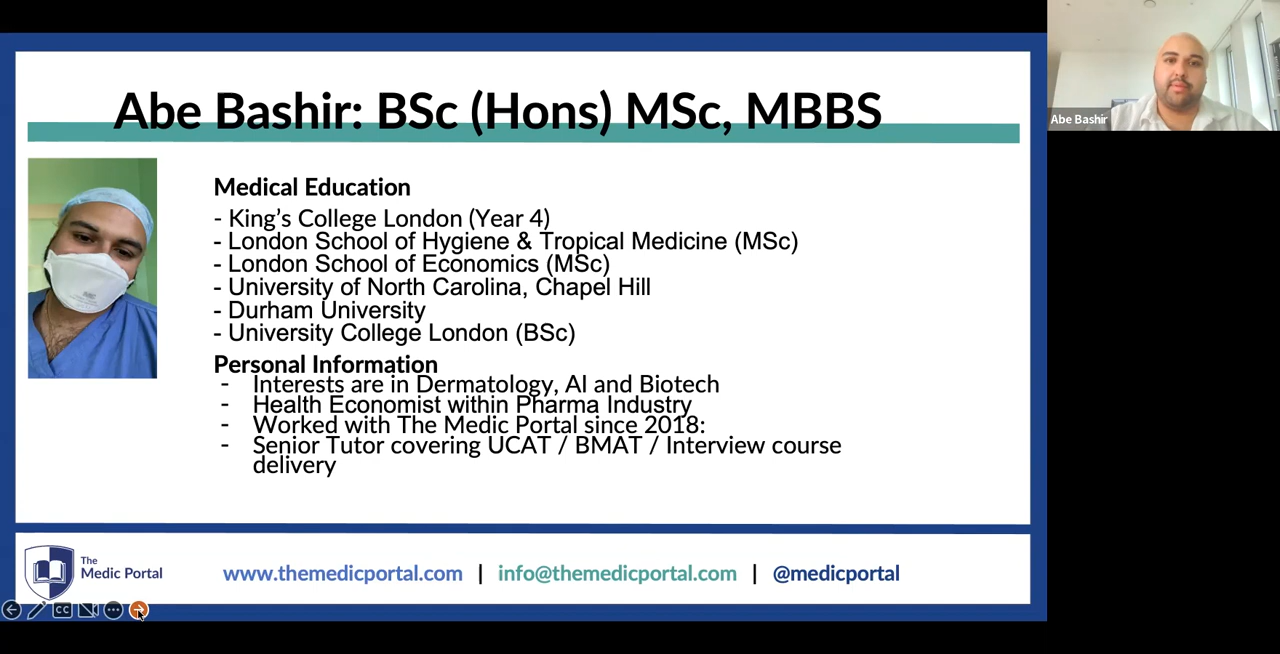 Abe Bashir: BSc (Hons) MSc, MBBS
Abe Bashir
Medical Education
- King’s College London (Year 4)
- London School of Hygiene & Tropical Medicine (MSc)
- London School of Economics (MSc)
- University of North Carolina, Chapel Hill
- Durham University
- University College London (BSc)
Personal Information
- Interests are in Dermatology, AI and Biotech
- Health Economist within Pharma Industry
- Worked with The Medic Portal since 2018:
- Senior Tutor covering UCAT / BMAT / Interview course
delivery
The
Medic Portal
www.themedicportal.com | info@themedicportal.com | @medicportal
CC